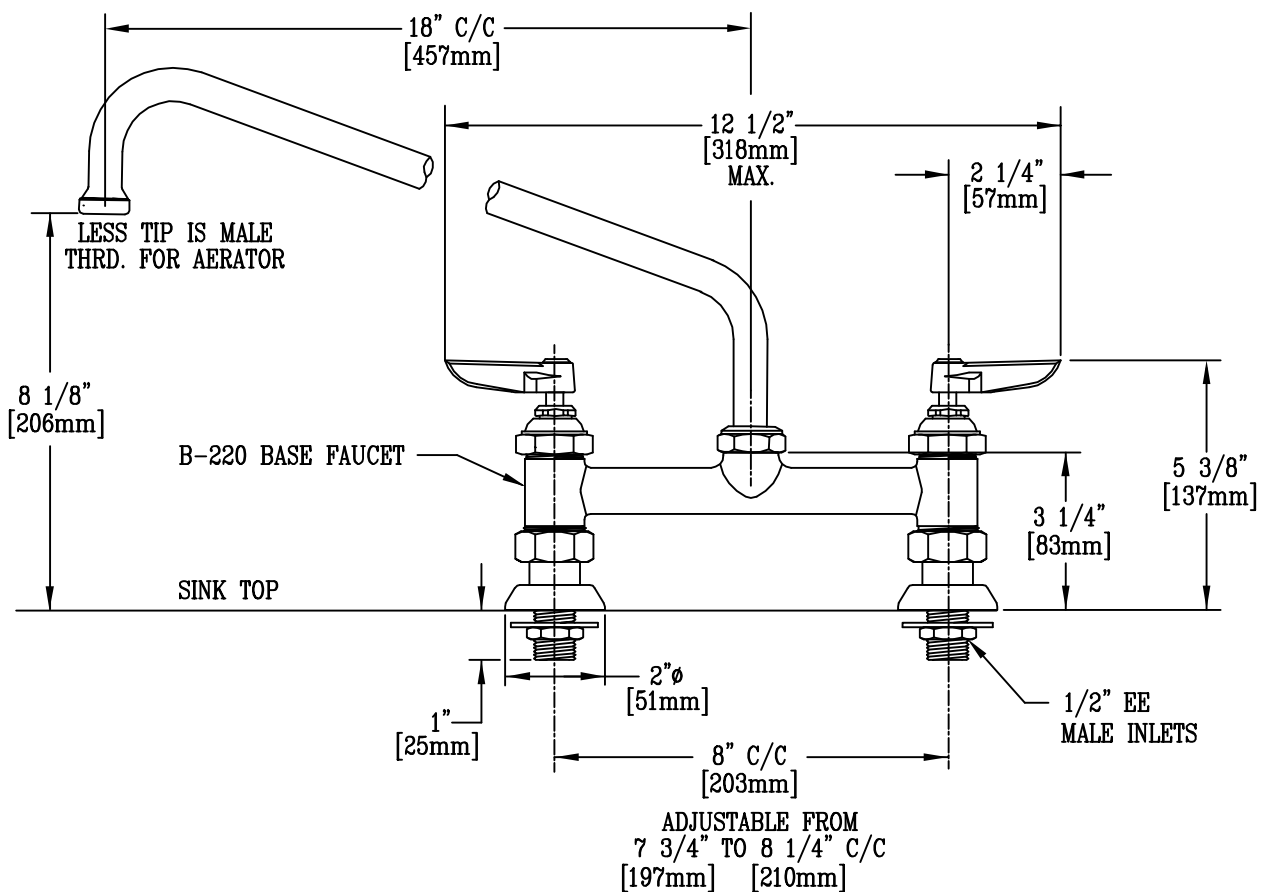 18" C/C
[457mm]
12 1/2"
[318mm]
MAX.
2 1/4"
[57mm]
LESS TIP IS MALE
THRD. FOR AERATOR
8 1/8"
[206mm]
B-220 BASE FAUCET
5 3/8"
[137mm]
3 1/4"
[83mm]
SINK TOP
2"ø
[51mm]
1"
[25mm]
1/2" EE
MALE INLETS
8" C/C
[203mm]
ADJUSTABLE FROM
7 3/4" TO 8 1/4" C/C
[197mm] [210mm]